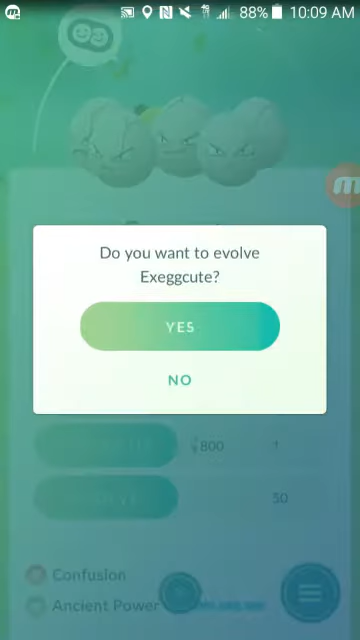 88% 10:09 AM
Do you want to evolve
Exeggcute?
YES
NO
800
50
Confusion
Ancient Power